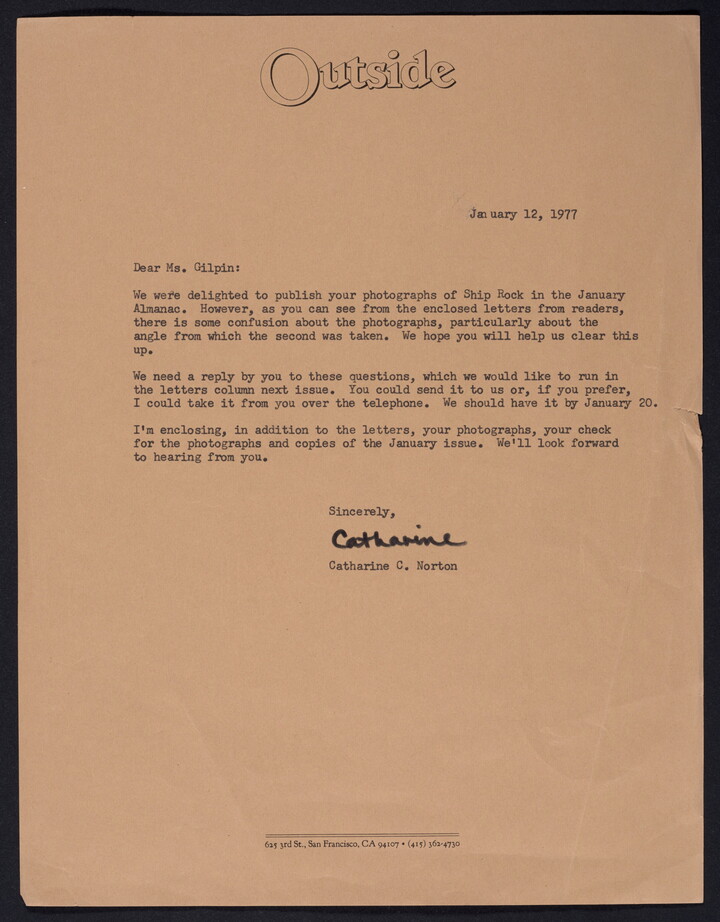 Outside
January 12, 1977
Dear Ms. Gilpin:
We were delighted to publish your photographs of Ship Rock in the January
Almanac. However, as you can see from the enclosed letters from readers,
there is some confusion about the photographs, particularly about the
angle from which the second was taken. We hope you will help us clear this
up.
We need a reply by you to these questions, which we would like to run in
the letters column next issue. You could send it to us or, if you prefer,
I could take it from you over the telephone. We should have it by January 20.
I'm enclosing, in addition to the letters, your photographs, your check
for the photographs and copies of the January issue. We'll look forward
to hearing from you.
Sincerely,
Catharine
Catharine C. Norton
625 3rd St., San Francisco, CA 94107 • (415) 362-4730